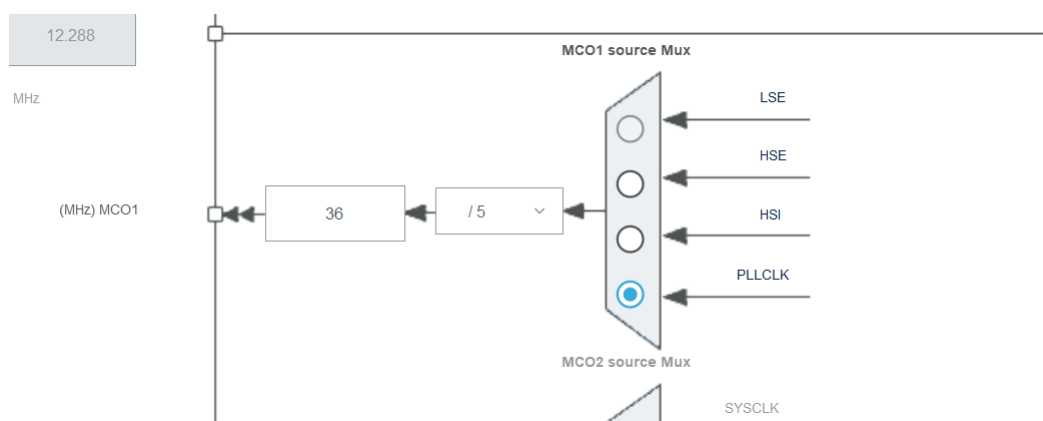 12.288
MHz
MCO1 source Mux
LSE
HSE
HSI
PLLCLK
(MHz) MCO1
36
/ 5
MCO2 source Mux
SYSCLK